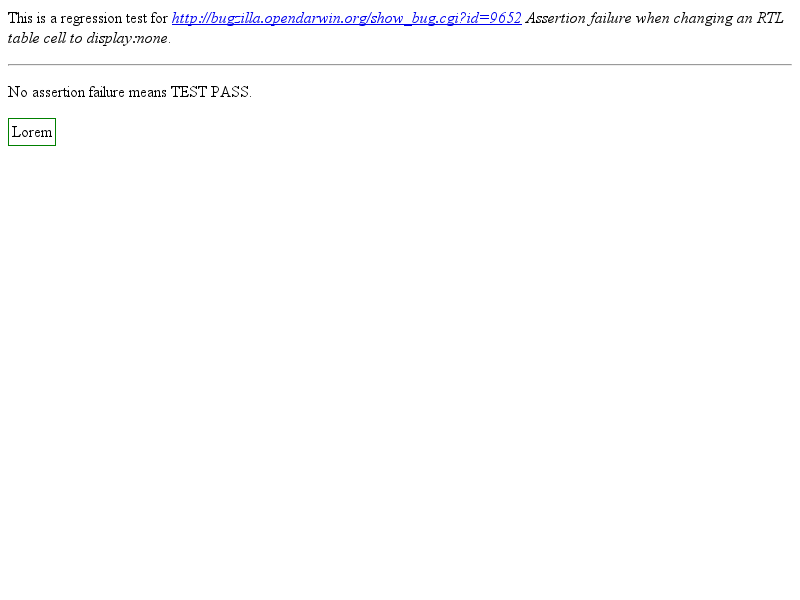 This is a regression test for http://bugzilla.opendarwin.org/show_bug.cgi?id=9652 Assertion failure when changing an RTL
table cell to display:none.
No assertion failure means TEST PASS.
Lorem